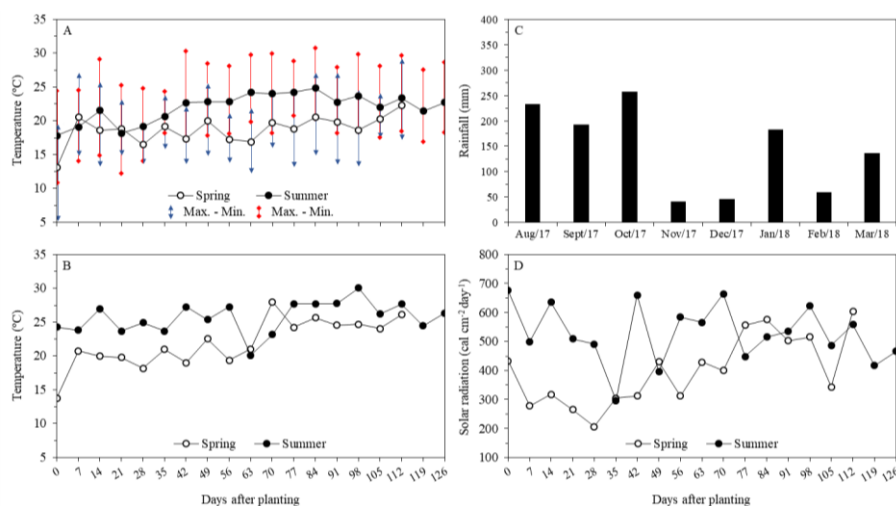 A
Temperature (°C)
35
30
25
20
15
10
5
Spring
Summer
Max. - Min.
Max. - Min.
C
Rainfall (mm)
400
350
300
250
200
150
100
50
0
Aug/17 Sept/17 Oct/17 Nov/17 Dec/17 Jan/18 Feb/18 Mar/18
B
Temperature (°C)
35
30
25
20
15
10
5
Spring
Summer
0 7 14 21 28 35 42 49 56 63 70 77 84 91 98 105 112 119 126
Days after planting
D
Solar radiation (cal cm⁻² day⁻¹)
800
700
600
500
400
300
200
100
Spring
Summer
0 7 14 21 28 35 42 49 56 63 70 77 84 91 98 105 112 119 126
Days after planting